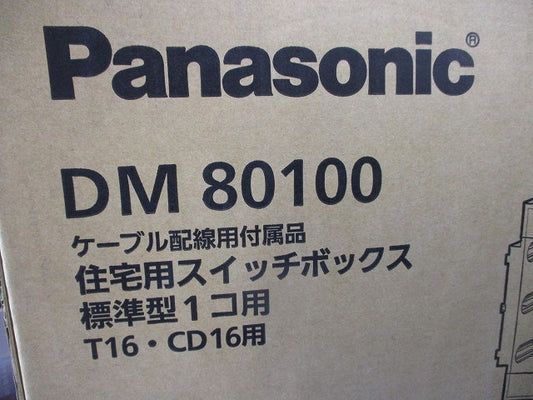 Panasonic®
DM 80100
ケーブル配線用付属品
住宅用スイッチボックス
標準型1コ用
T16・CD16用